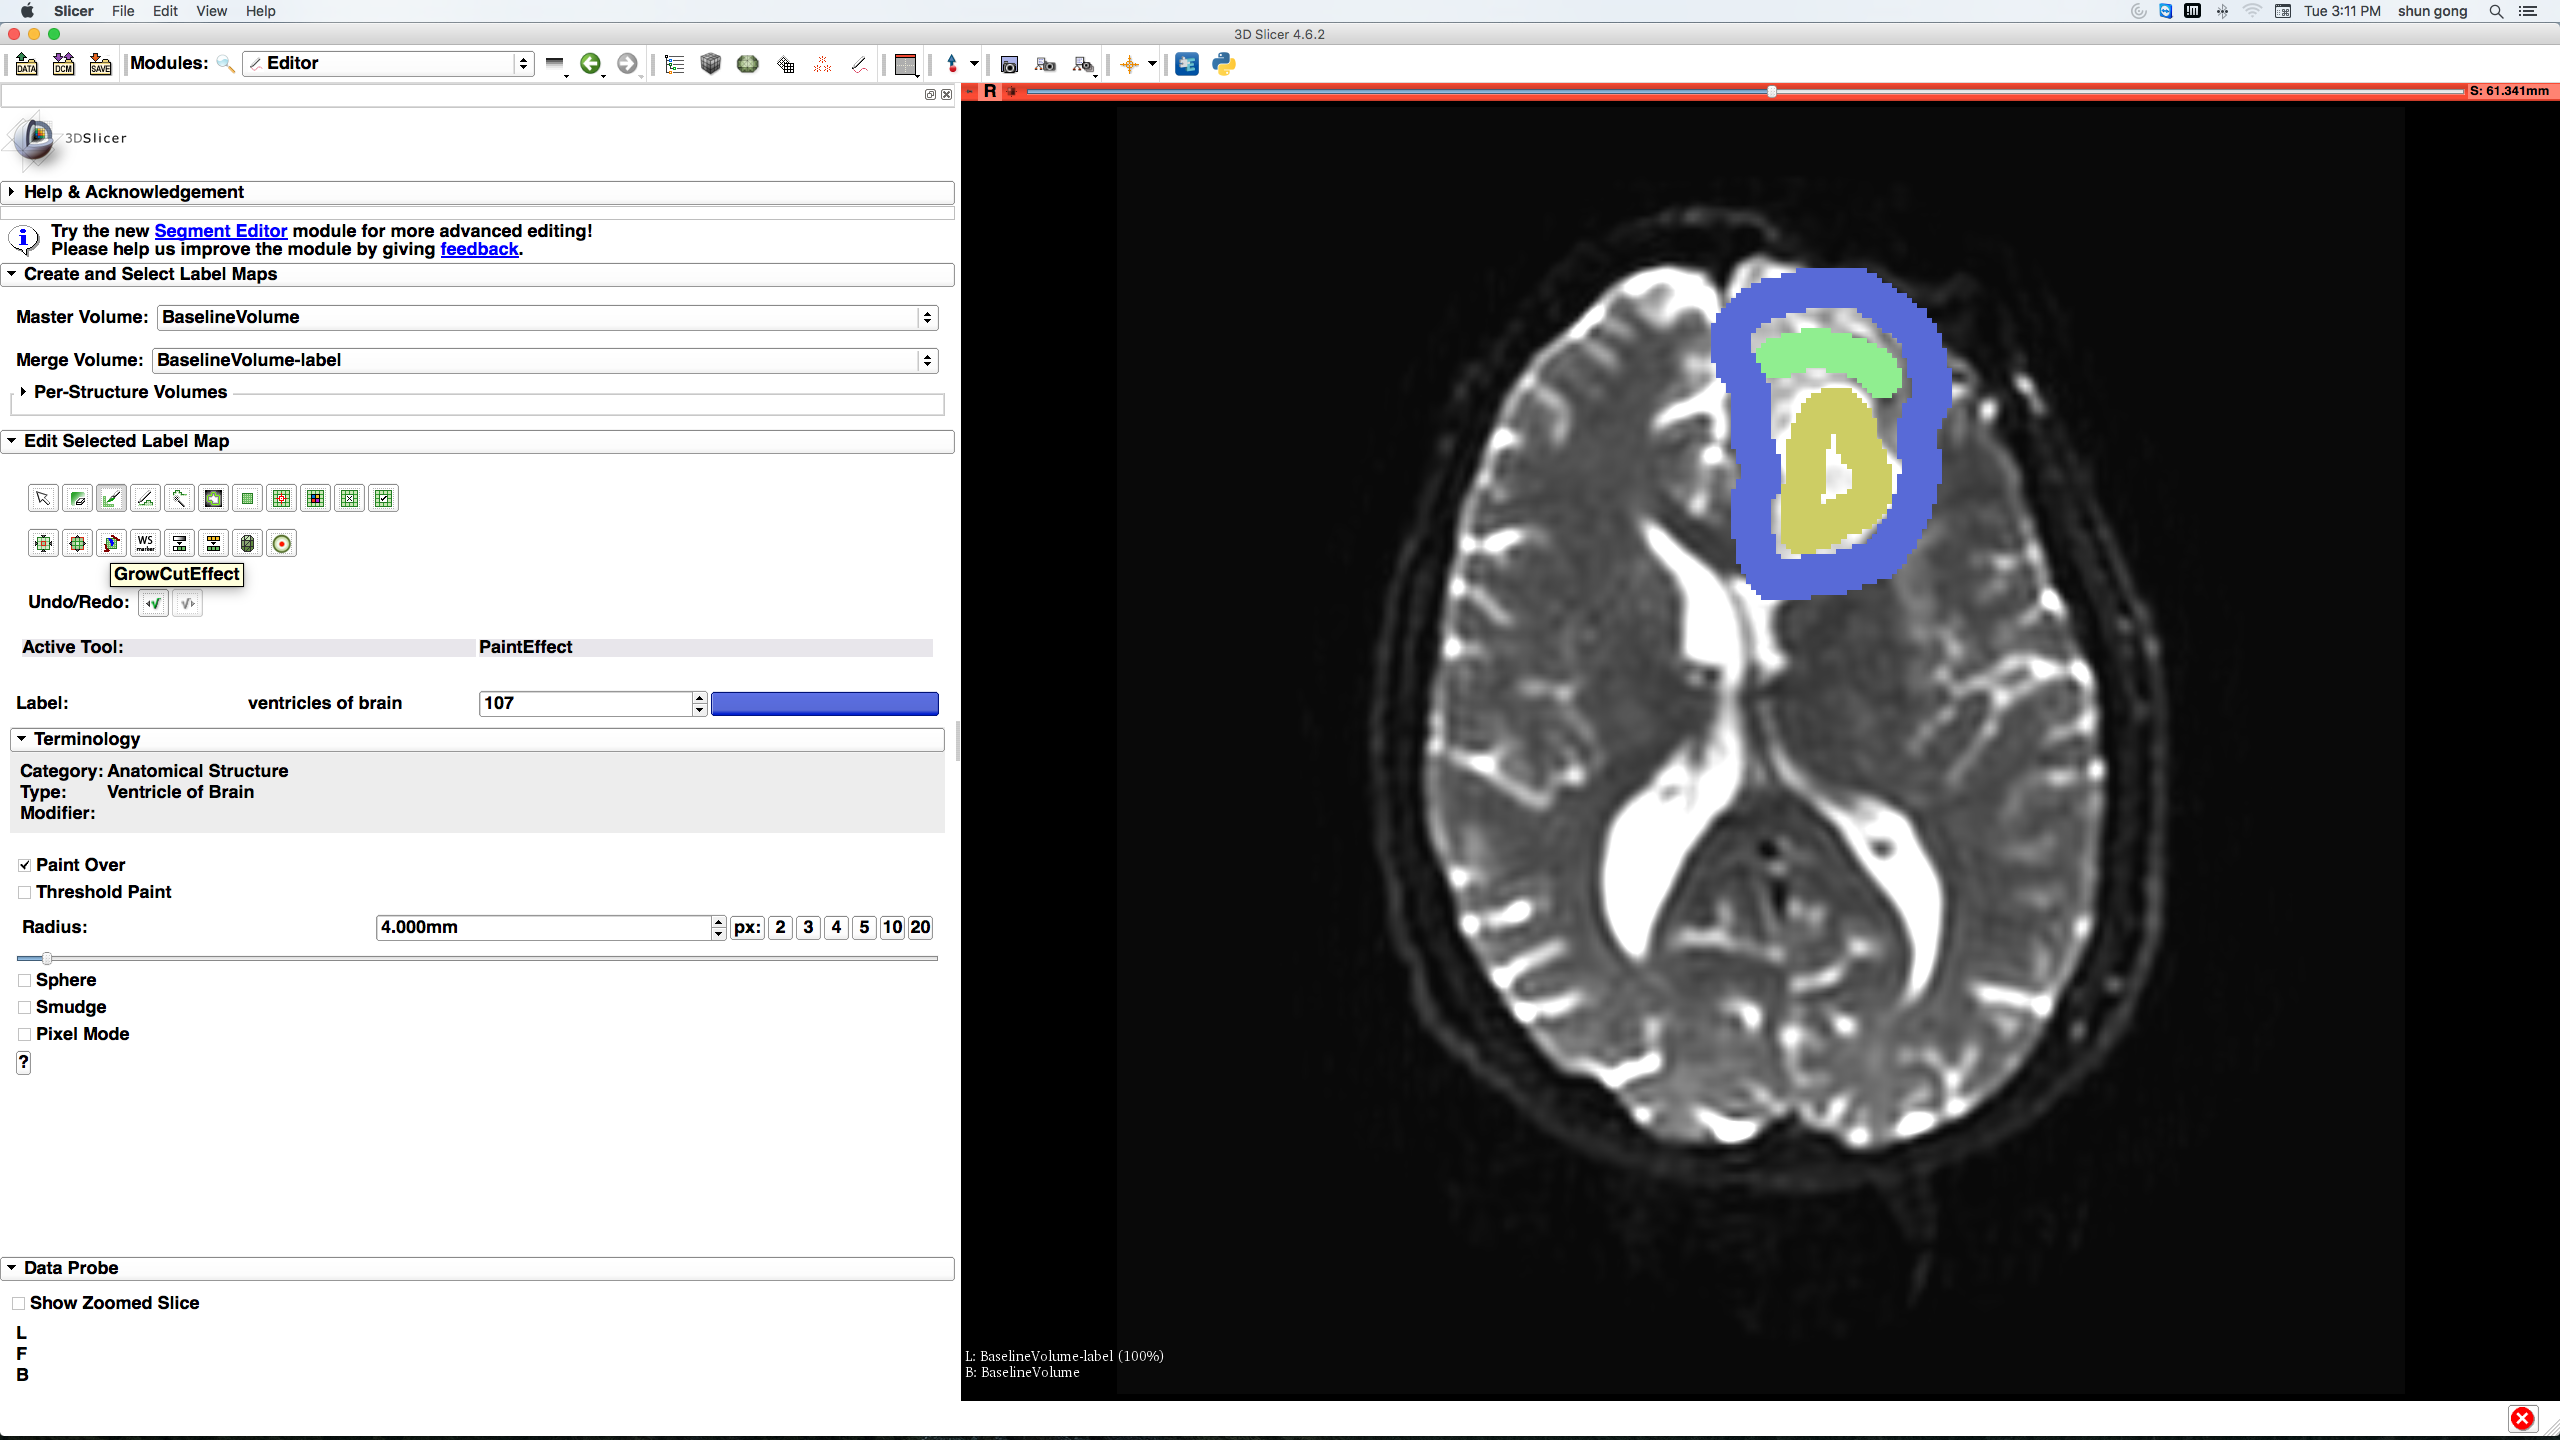 Slicer File Edit View Help
Tue 3:11 PM shun gong
3D Slicer 4.6.2
DATA DCM SAVE Modules: Editor
R S: 61.341mm
3DSlicer
Help & Acknowledgement
i Try the new Segment Editor module for more advanced editing!
Please help us improve the module by giving feedback.
Create and Select Label Maps
Master Volume: BaselineVolume
Merge Volume: BaselineVolume-label
Per-Structure Volumes
Edit Selected Label Map
WS
marker
GrowCutEffect
Undo/Redo:
Active Tool: PaintEffect
Label: ventricles of brain 107
Terminology
Category: Anatomical Structure
Type: Ventricle of Brain
Modifier:
Paint Over
Threshold Paint
Radius: 4.000mm px: 2 3 4 5 10 20
Sphere
Smudge
Pixel Mode
?
Data Probe
Show Zoomed Slice
L
F
B
L: BaselineVolume-label (100%)
B: BaselineVolume